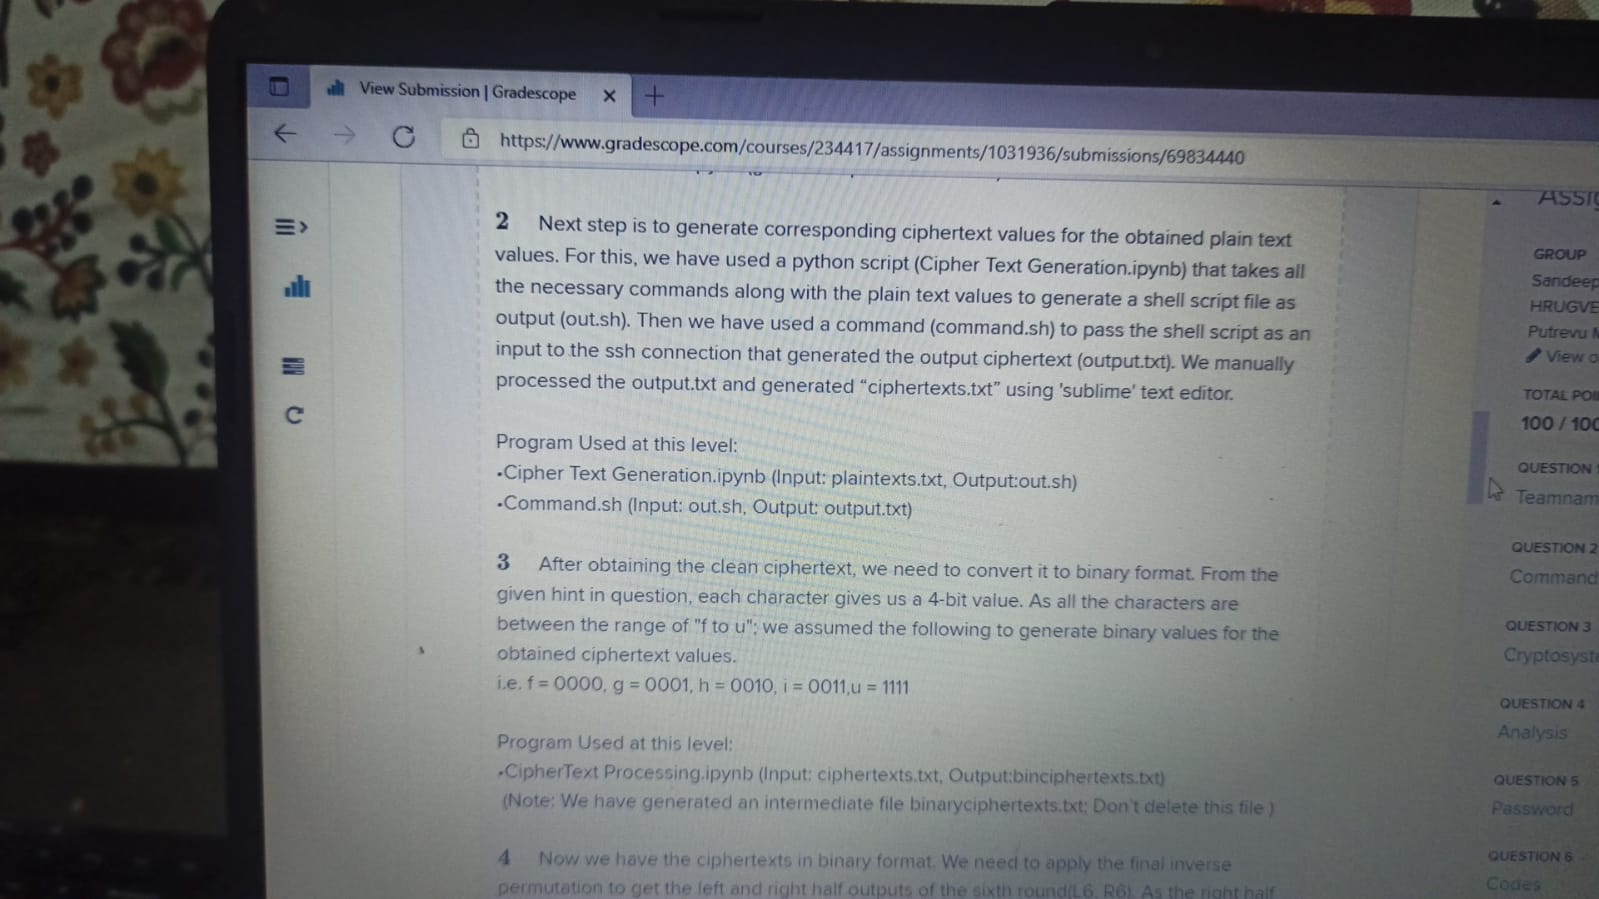 View Submission | Gradescope
https://www.gradescope.com/courses/234417/assignments/1031936/submissions/69834440
2 Next step is to generate corresponding ciphertext values for the obtained plain text
values. For this, we have used a python script (Cipher Text Generation.ipynb) that takes all
the necessary commands along with the plain text values to generate a shell script file as
output (out.sh). Then we have used a command (command.sh) to pass the shell script as an
input to the ssh connection that generated the output ciphertext (output.txt). We manually
processed the output.txt and generated “ciphertexts.txt” using 'sublime' text editor.
Program Used at this level:
•Cipher Text Generation.ipynb (Input: plaintexts.txt, Output:out.sh)
•Command.sh (Input: out.sh, Output: output.txt)
3 After obtaining the clean ciphertext, we need to convert it to binary format. From the
given hint in question, each character gives us a 4-bit value. As all the characters are
between the range of "f to u"; we assumed the following to generate binary values for the
obtained ciphertext values.
i.e. f = 0000, g = 0001, h = 0010, i = 0011,u = 1111
Program Used at this level:
•CipherText Processing.ipynb (Input: ciphertexts.txt, Output:binciphertexts.txt)
(Note: We have generated an intermediate file binaryciphertexts.txt; Don't delete this file )
4 Now we have the ciphertexts in binary format. We need to apply the final inverse
permutation to get the left and right half outputs of the sixth round(L6, R6). As the right half
ASSIG
GROUP
Sandeep
HRUGVE
Putrevu M
View o
TOTAL POI
100 / 100
QUESTION
Teamnam
QUESTION 2
Command
QUESTION 3
Cryptosyste
QUESTION 4
Analysis
QUESTION 5
Password
QUESTION 6
Codes